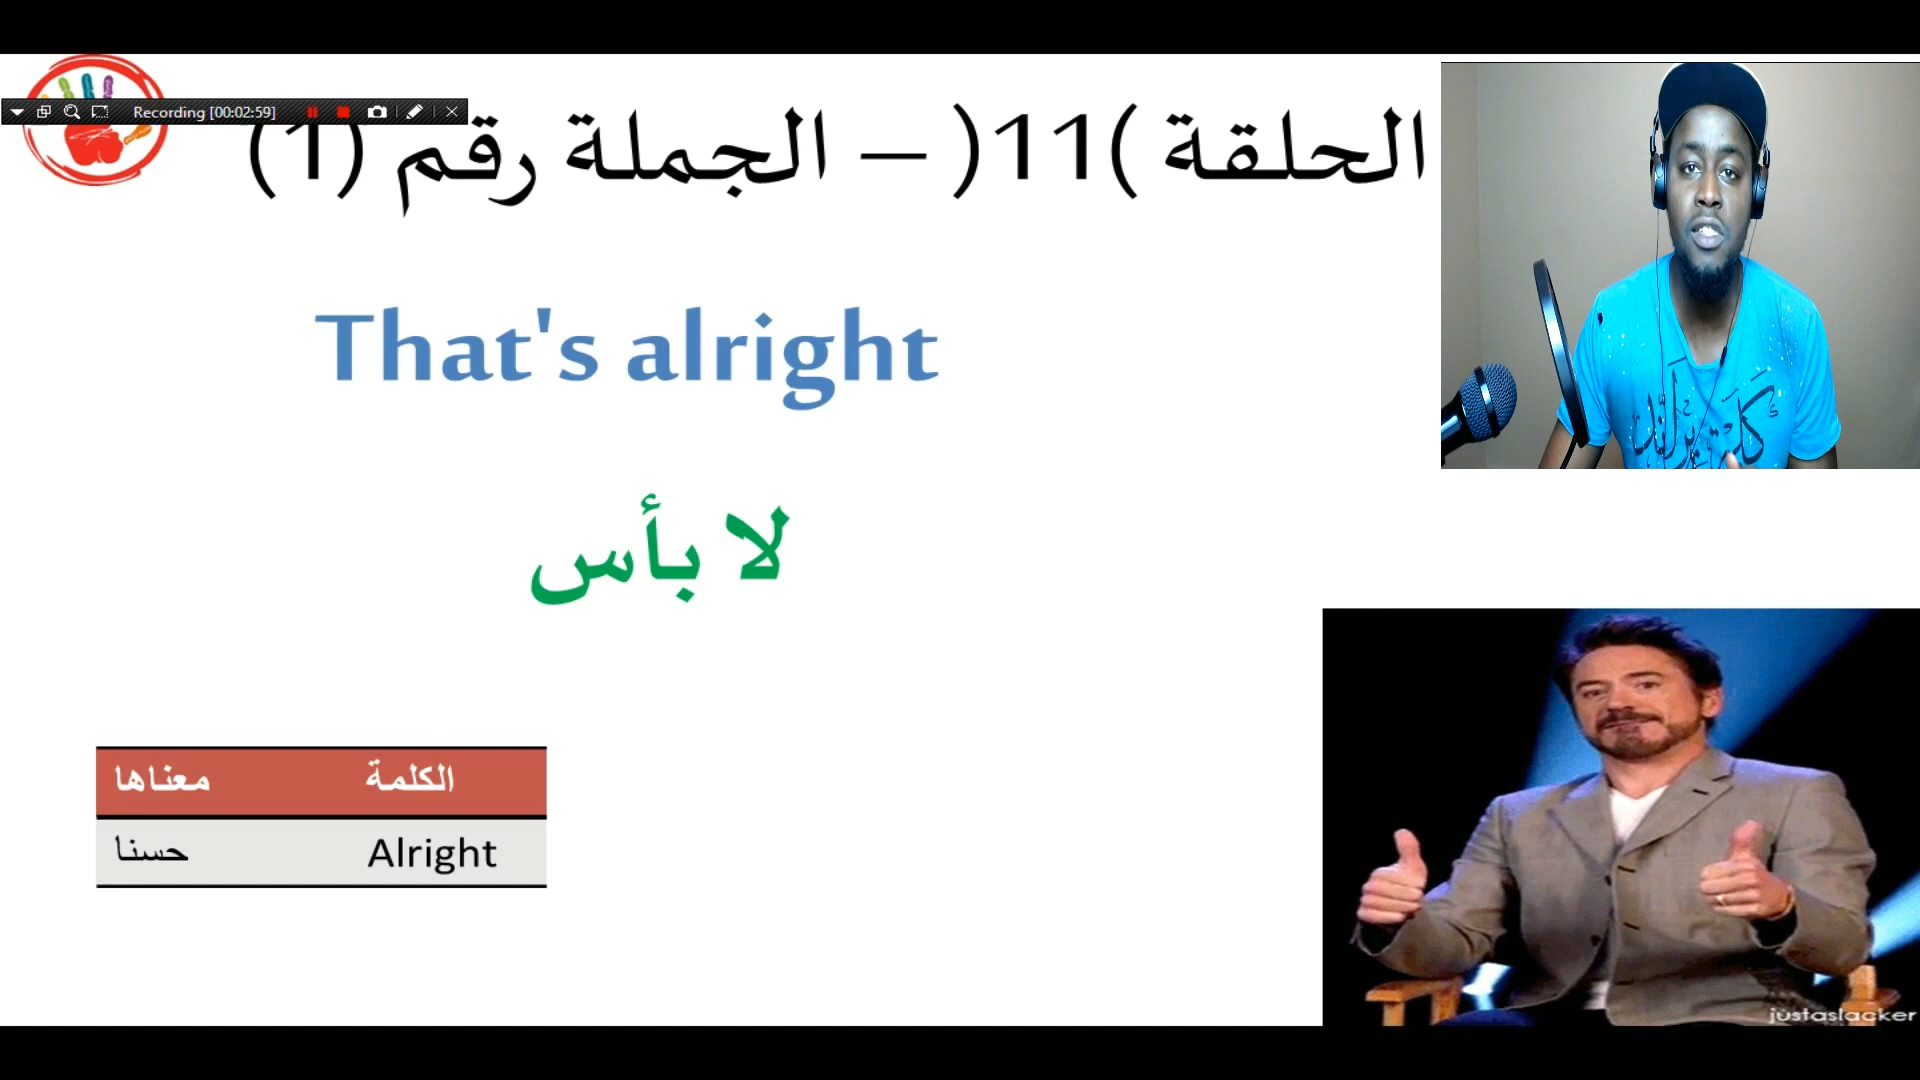 Recording [00:02:59]
الحلقة (11) – الجملة رقم (1)
That's alright
لا بأس
الكلمة معناها
Alright حسنا
justaslacker